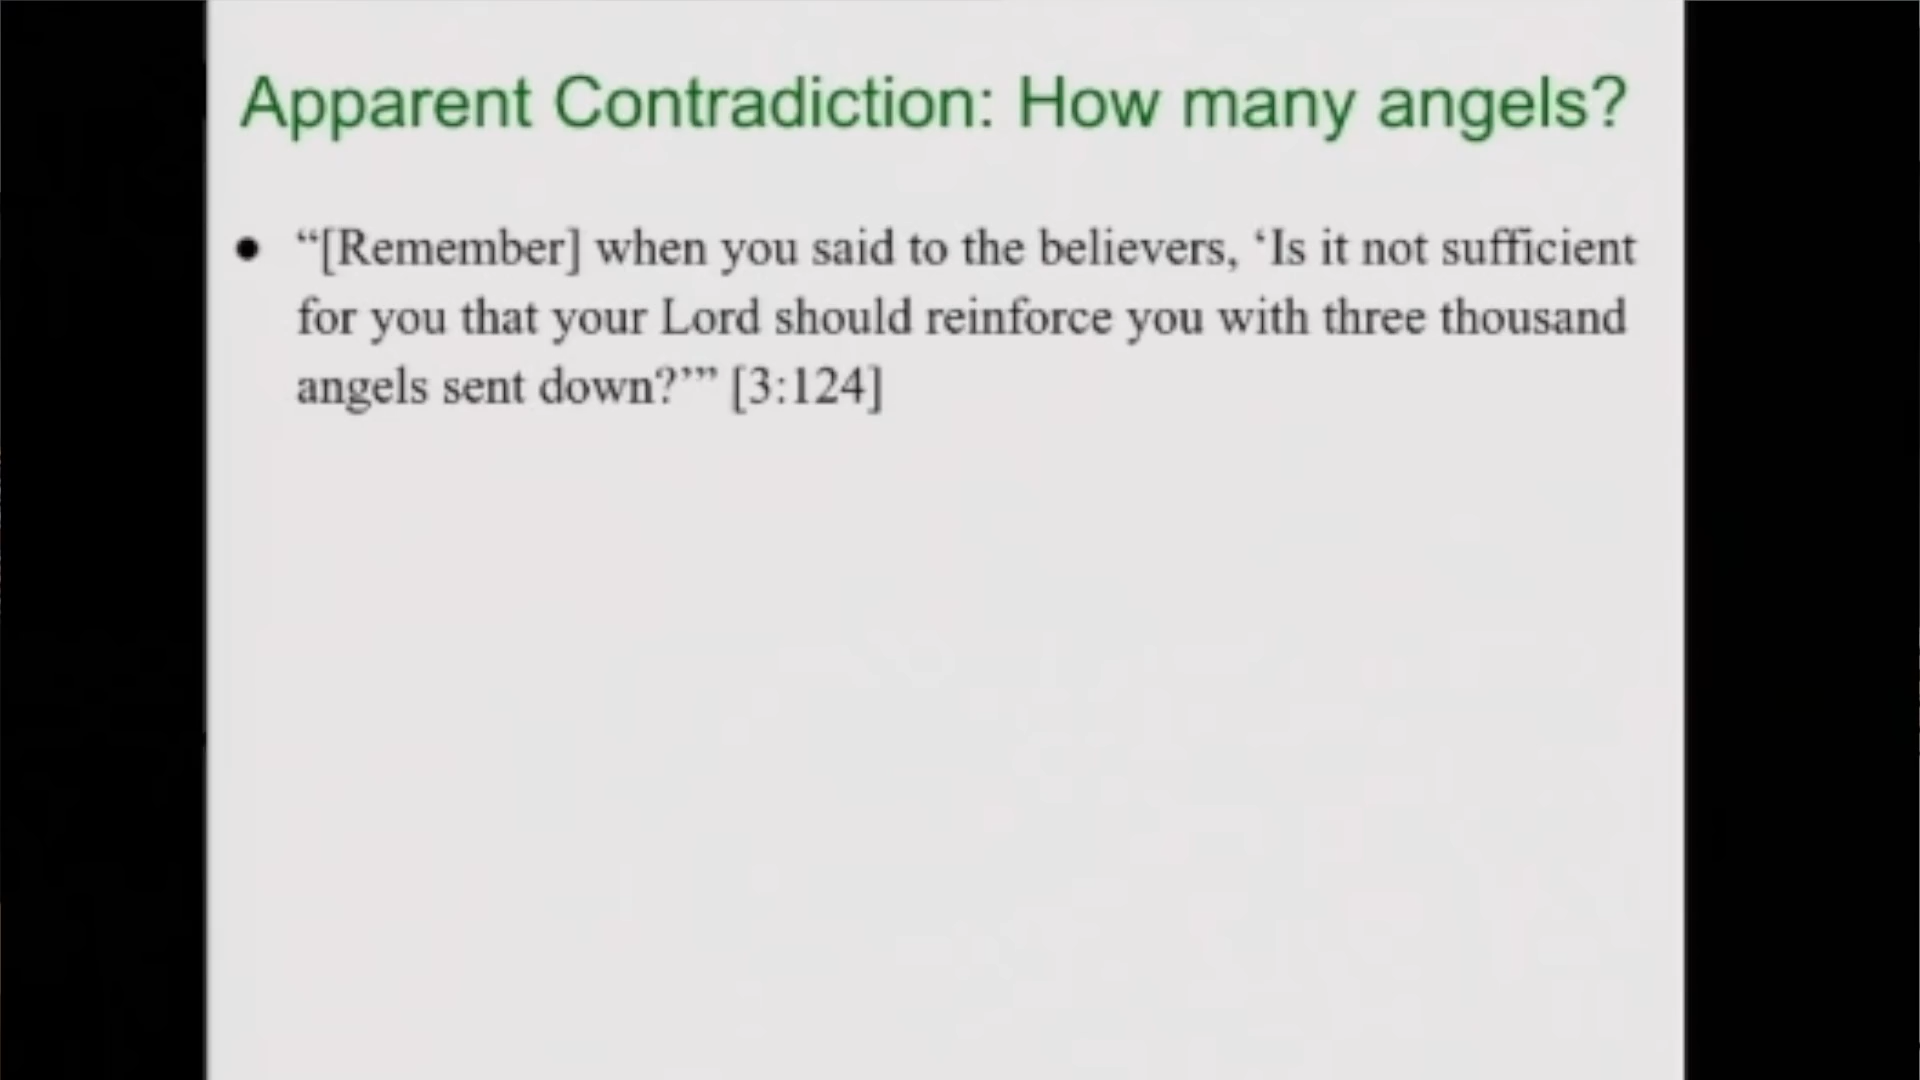 Apparent Contradiction: How many angels?
● “[Remember] when you said to the believers, ‘Is it not sufficient
for you that your Lord should reinforce you with three thousand
angels sent down?’” [3:124]